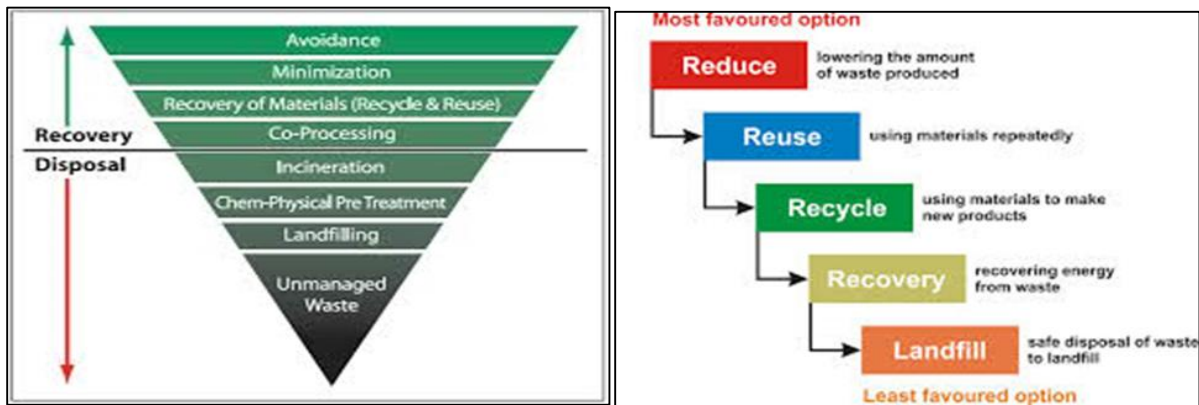 Avoidance
Minimization
Recovery of Materials (Recycle & Reuse)
Recovery
Co-Processing
Disposal
Incineration
Chem-Physical Pre Treatment
Landfilling
Unmanaged
Waste
Most favoured option
Reduce
lowering the amount
of waste produced
Reuse
using materials repeatedly
Recycle
using materials to make
new products
Recovery
recovering energy
from waste
Landfill
safe disposal of waste
to landfill
Least favoured option